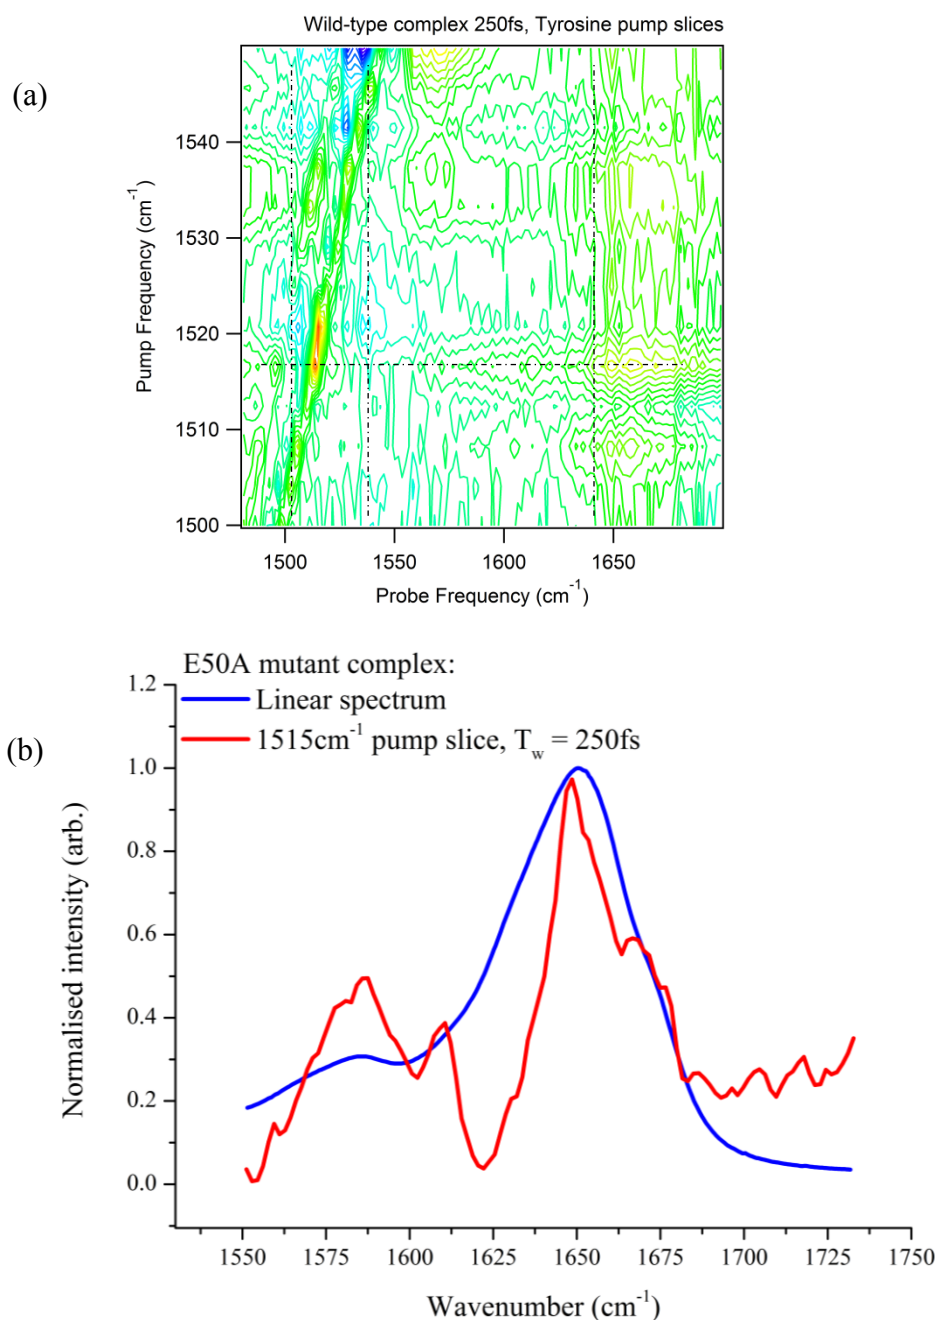 Wild-type complex 250fs, Tyrosine pump slices
(a)
1540
1530
1520
1510
1500
Pump Frequency (cm⁻¹)
1500
1550
1600
1650
Probe Frequency (cm⁻¹)
(b)
E50A mutant complex:
Linear spectrum
1515cm⁻¹ pump slice, T_w = 250fs
1.2
1.0
0.8
0.6
0.4
0.2
0.0
Normalised intensity (arb.)
1550
1575
1600
1625
1650
1675
1700
1725
1750
Wavenumber (cm⁻¹)